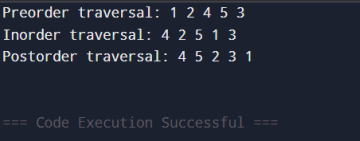 Preorder traversal: 1 2 4 5 3
Inorder traversal: 4 2 5 1 3
Postorder traversal: 4 5 2 3 1
=== Code Execution Successful ===